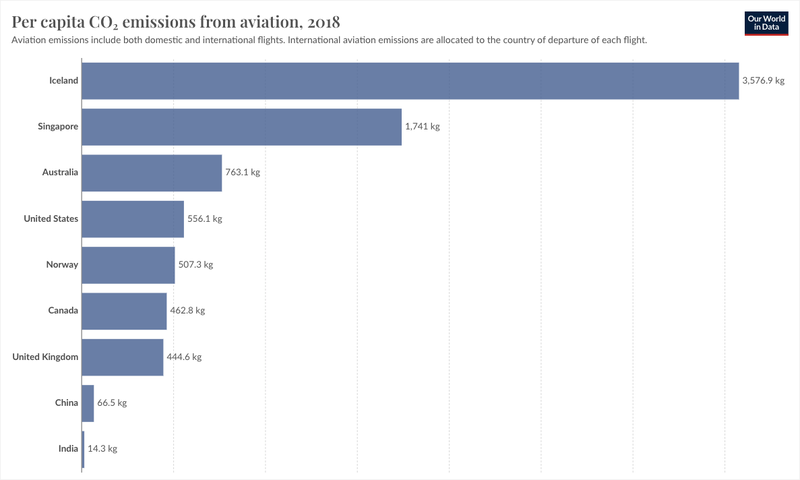 Per capita CO₂ emissions from aviation, 2018
Our World
in Data
Aviation emissions include both domestic and international flights. International aviation emissions are allocated to the country of departure of each flight.
Iceland 3,576.9 kg
Singapore 1,741 kg
Australia 763.1 kg
United States 556.1 kg
Norway 507.3 kg
Canada 462.8 kg
United Kingdom 444.6 kg
China 66.5 kg
India 14.3 kg